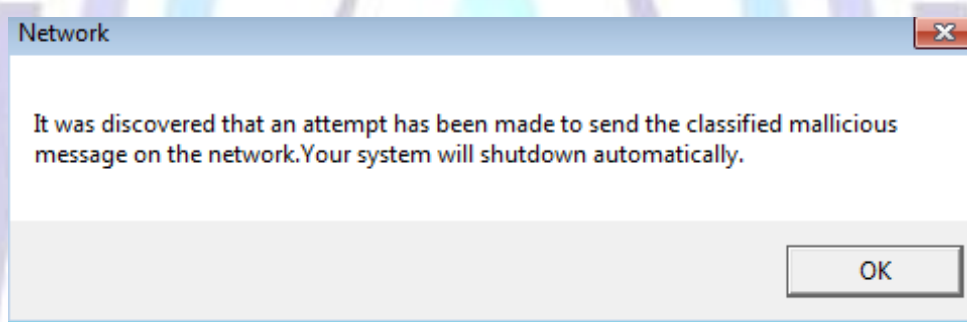 Network
It was discovered that an attempt has been made to send the classified mallicious
message on the network.Your system will shutdown automatically.
OK